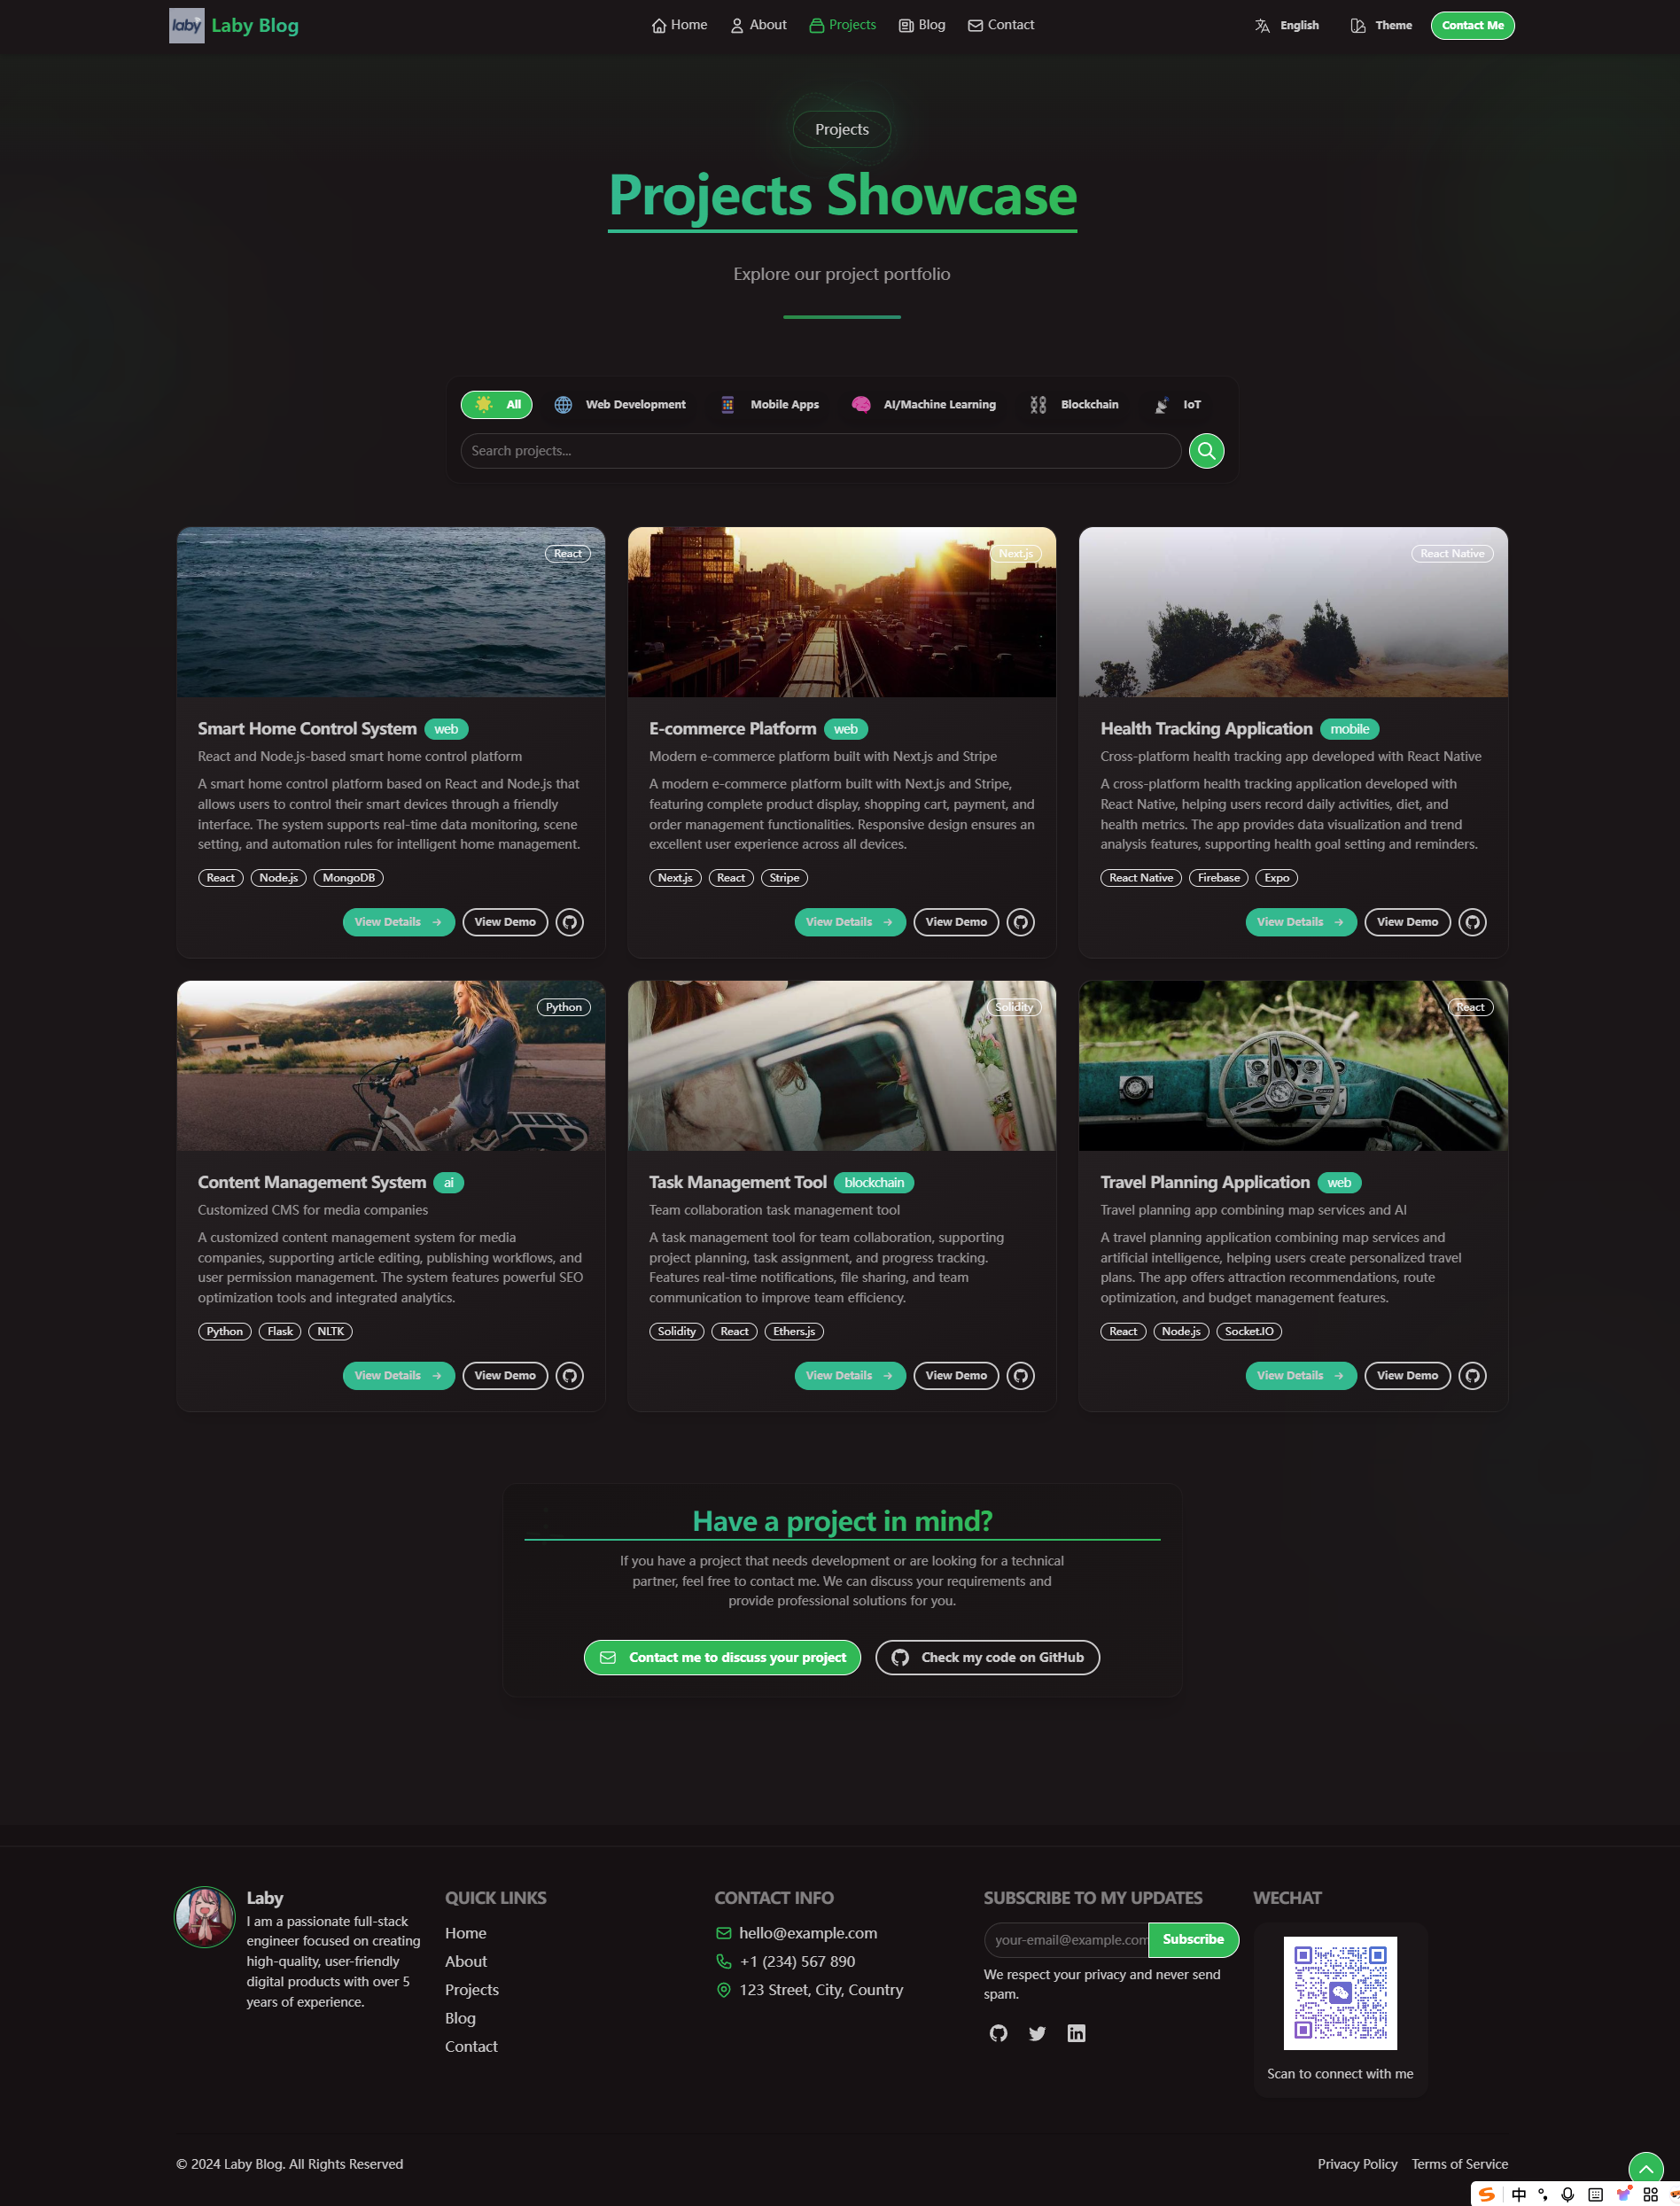 laby Laby Blog
Home About Projects Blog Contact
English Theme Contact Me
Projects
Projects Showcase
Explore our project portfolio
All Web Development Mobile Apps AI/Machine Learning Blockchain IoT
Search projects...
React
Smart Home Control System web
React and Node.js-based smart home control platform
A smart home control platform based on React and Node.js that
allows users to control their smart devices through a friendly
interface. The system supports real-time data monitoring, scene
setting, and automation rules for intelligent home management.
React Node.js MongoDB
View Details → View Demo
Next.js
E-commerce Platform web
Modern e-commerce platform built with Next.js and Stripe
A modern e-commerce platform built with Next.js and Stripe,
featuring complete product display, shopping cart, payment, and
order management functionalities. Responsive design ensures an
excellent user experience across all devices.
Next.js React Stripe
View Details → View Demo
React Native
Health Tracking Application mobile
Cross-platform health tracking app developed with React Native
A cross-platform health tracking application developed with
React Native, helping users record daily activities, diet, and
health metrics. The app provides data visualization and trend
analysis features, supporting health goal setting and reminders.
React Native Firebase Expo
View Details → View Demo
Python
Content Management System ai
Customized CMS for media companies
A customized content management system for media
companies, supporting article editing, publishing workflows, and
user permission management. The system features powerful SEO
optimization tools and integrated analytics.
Python Flask NLTK
View Details → View Demo
Solidity
Task Management Tool blockchain
Team collaboration task management tool
A task management tool for team collaboration, supporting
project planning, task assignment, and progress tracking.
Features real-time notifications, file sharing, and team
communication to improve team efficiency.
Solidity React Ethers.js
View Details → View Demo
React
Travel Planning Application web
Travel planning app combining map services and AI
A travel planning application combining map services and
artificial intelligence, helping users create personalized travel
plans. The app offers attraction recommendations, route
optimization, and budget management features.
React Node.js Socket.IO
View Details → View Demo
Have a project in mind?
If you have a project that needs development or are looking for a technical
partner, feel free to contact me. We can discuss your requirements and
provide professional solutions for you.
Contact me to discuss your project Check my code on GitHub
Laby
I am a passionate full-stack
engineer focused on creating
high-quality, user-friendly
digital products with over 5
years of experience.
QUICK LINKS
Home
About
Projects
Blog
Contact
CONTACT INFO
hello@example.com
+1 (234) 567 890
123 Street, City, Country
SUBSCRIBE TO MY UPDATES
your-email@example.com Subscribe
We respect your privacy and never send
spam.
WECHAT
Scan to connect with me
© 2024 Laby Blog. All Rights Reserved
Privacy Policy Terms of Service
中